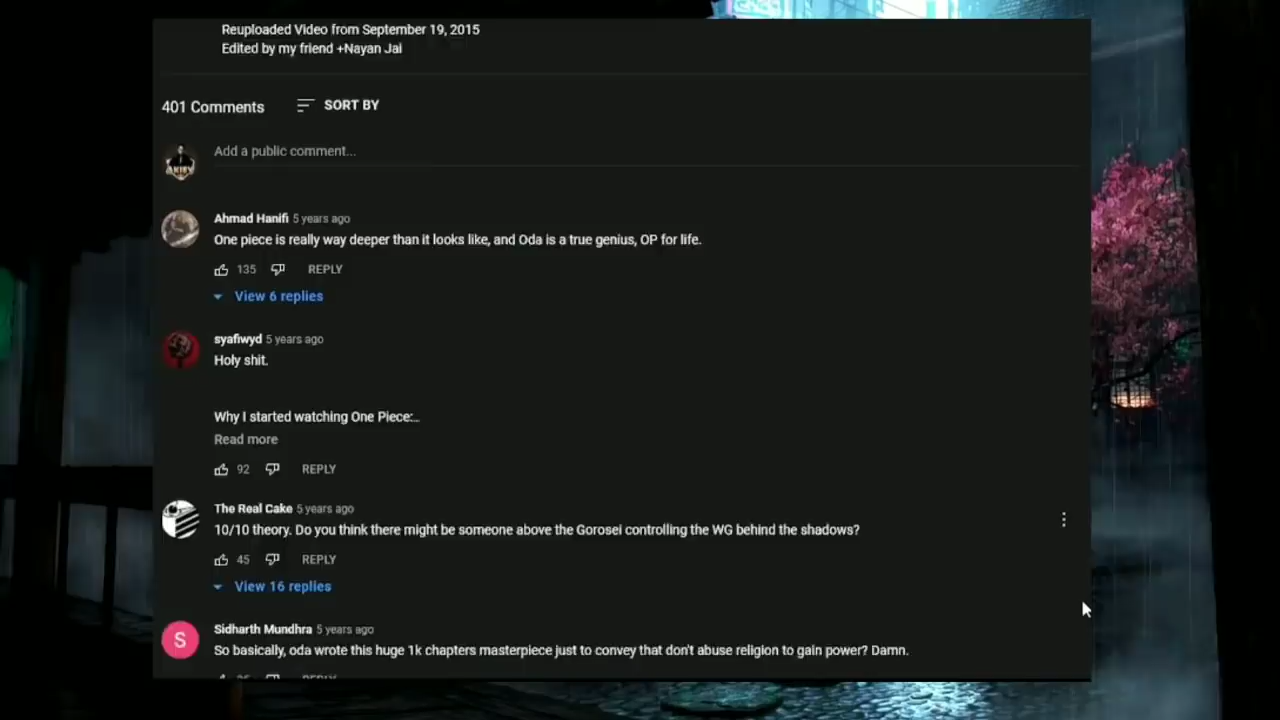 Reuploaded Video from September 19, 2015
Edited by my friend +Nayan Jai
401 Comments SORT BY
Add a public comment...
Ahmad Hanifi 5 years ago
One piece is really way deeper than it looks like, and Oda is a true genius, OP for life.
135 REPLY
View 6 replies
syafiwyd 5 years ago
Holy shit.
Why I started watching One Piece:...
Read more
92 REPLY
The Real Cake 5 years ago
10/10 theory. Do you think there might be someone above the Gorosei controlling the WG behind the shadows?
45 REPLY
View 16 replies
S
Sidharth Mundhra 5 years ago
So basically, oda wrote this huge 1k chapters masterpiece just to convey that don't abuse religion to gain power? Damn.